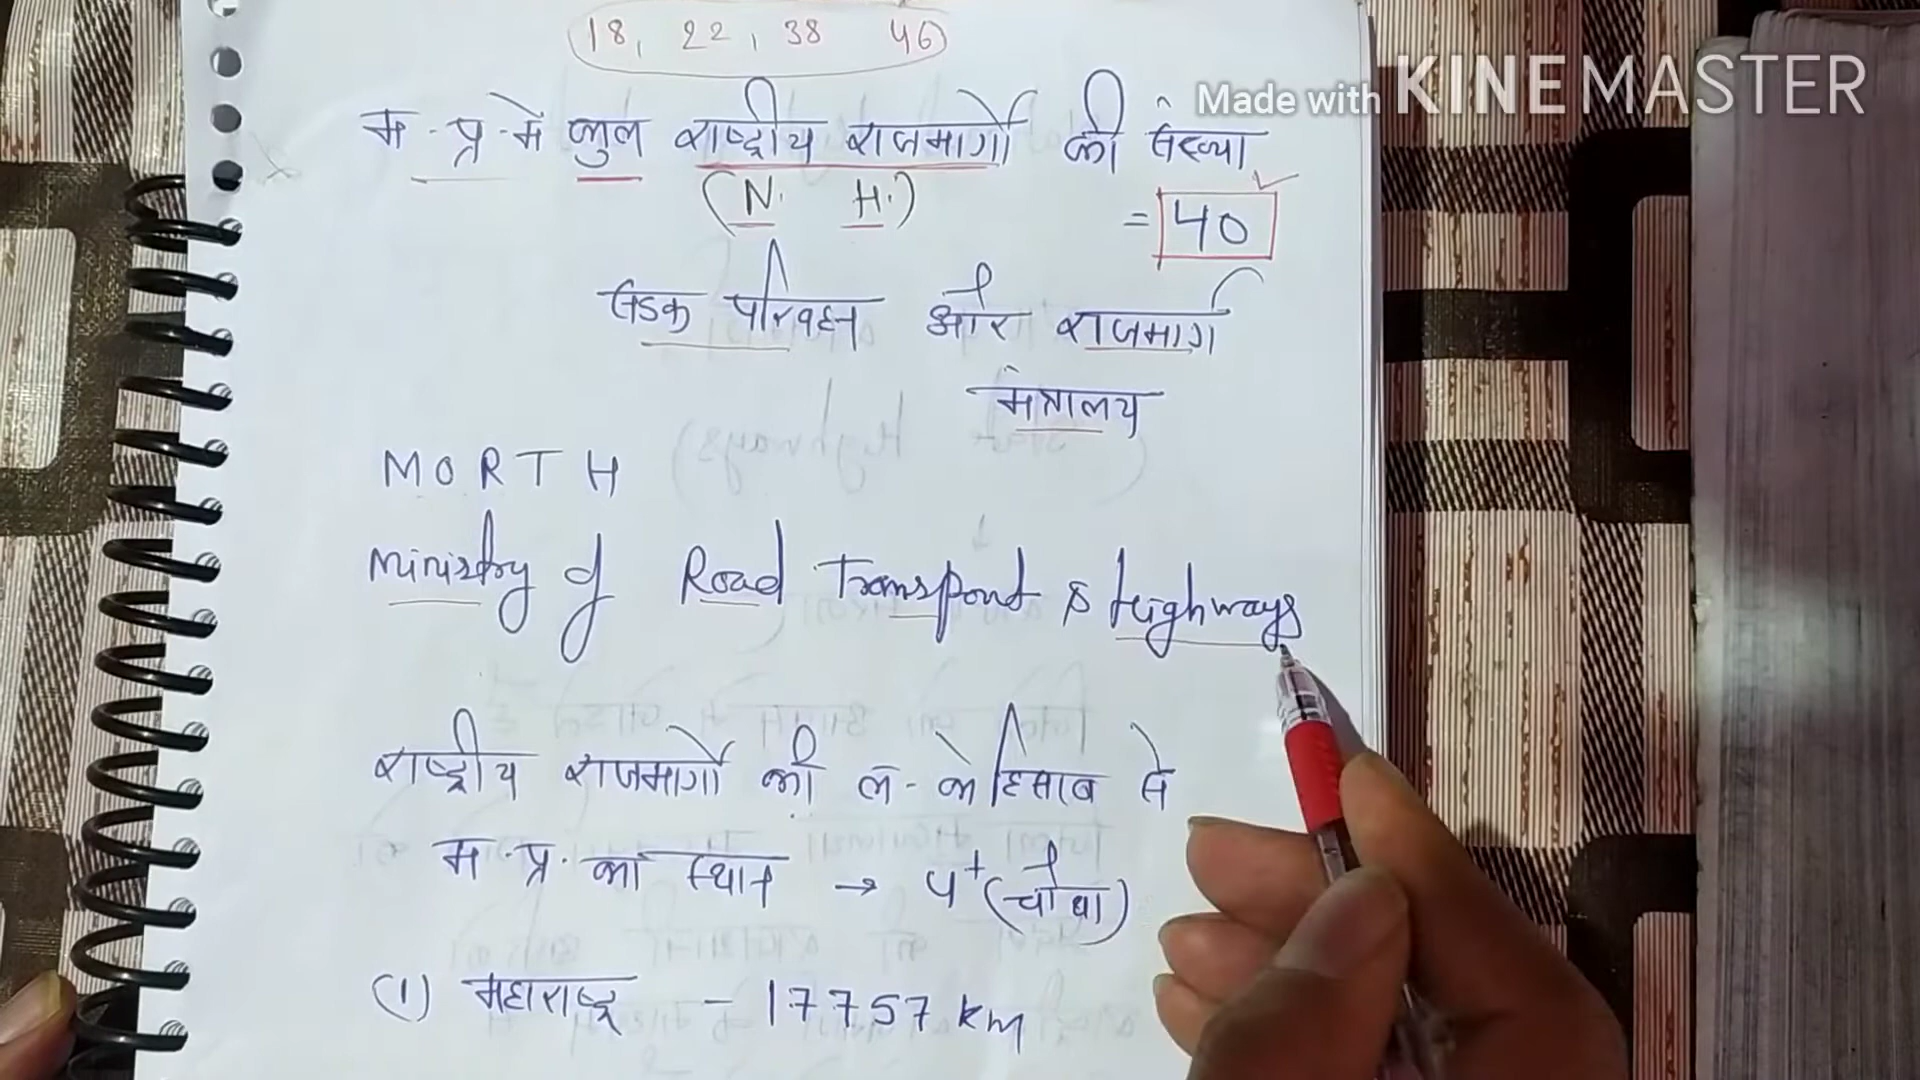 18, 22, 38 46
Made with KINEMASTER
म.प्र.में कुल राष्ट्रीय राजमार्गो की संख्या
(N. H.)
= 40
सडक परिवहन और राजमार्ग
मंत्रालय
MORTH
Ministry of Road Transport & Highways
राष्ट्रीय राजमार्गो की लं. के हिसाब से
म.प्र. का स्थान → 4th (चौथा)
(1) महाराष्ट्र - 17757 km